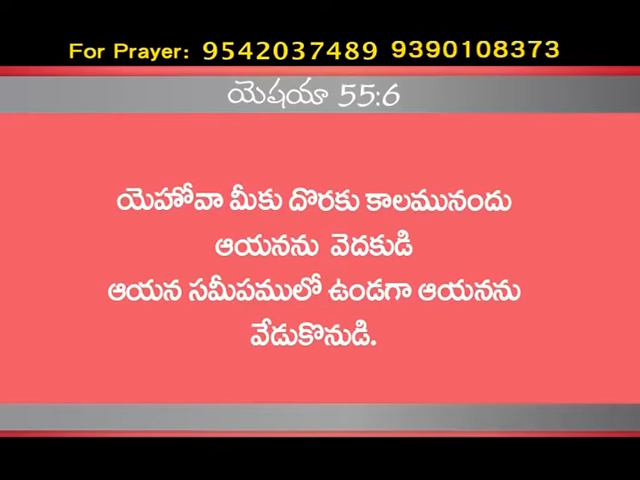 For Prayer: 9542037489 9390108373
యెషయా 55:6
యెహోవా మీకు దొరకు కాలమునందు
ఆయనను వెదకుడి
ఆయన సమీపములో ఉండగా ఆయనను
వేడుకొనుడి.